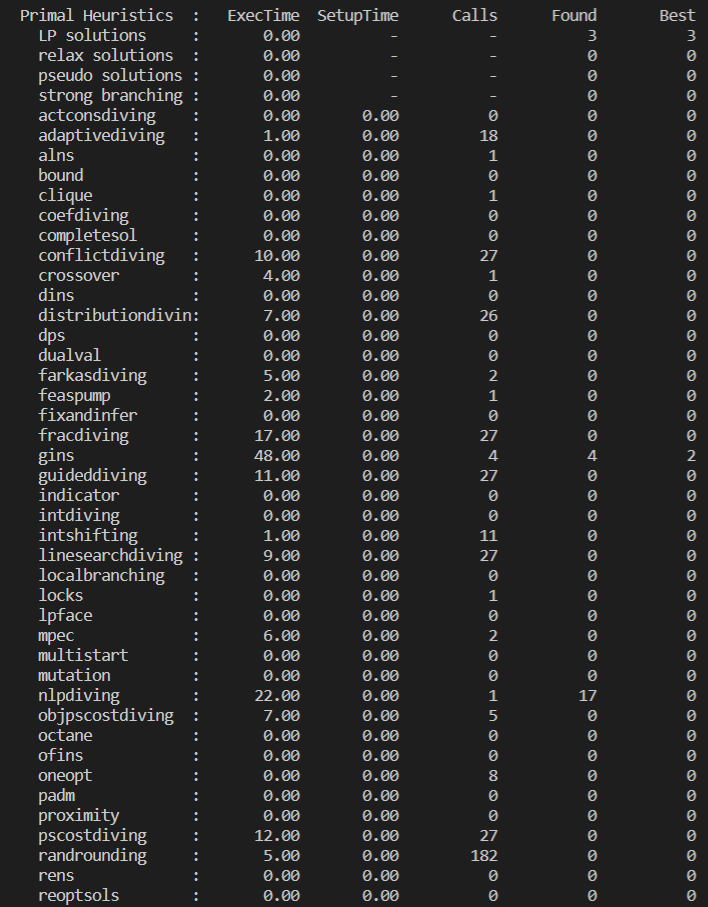 Primal Heuristics  :   ExecTime  SetupTime      Calls      Found       Best
  LP solutions     :       0.00          -          -          3          3
  relax solutions  :       0.00          -          -          0          0
  pseudo solutions :       0.00          -          -          0          0
  strong branching :       0.00          -          -          0          0
  actconsdiving    :       0.00       0.00          0          0          0
  adaptivediving   :       1.00       0.00         18          0          0
  alns             :       0.00       0.00          1          0          0
  bound            :       0.00       0.00          0          0          0
  clique           :       0.00       0.00          1          0          0
  coefdiving       :       0.00       0.00          0          0          0
  completesol      :       0.00       0.00          0          0          0
  conflictdiving   :      10.00       0.00         27          0          0
  crossover        :       4.00       0.00          1          0          0
  dins             :       0.00       0.00          0          0          0
  distributiondivin:       7.00       0.00         26          0          0
  dps              :       0.00       0.00          0          0          0
  dualval          :       0.00       0.00          0          0          0
  farkasdiving     :       5.00       0.00          2          0          0
  feaspump         :       2.00       0.00          1          0          0
  fixandinfer      :       0.00       0.00          0          0          0
  fracdiving       :      17.00       0.00         27          0          0
  gins             :      48.00       0.00          4          4          2
  guideddiving     :      11.00       0.00         27          0          0
  indicator        :       0.00       0.00          0          0          0
  intdiving        :       0.00       0.00          0          0          0
  intshifting      :       1.00       0.00         11          0          0
  linesearchdiving :       9.00       0.00         27          0          0
  localbranching   :       0.00       0.00          0          0          0
  locks            :       0.00       0.00          1          0          0
  lpface           :       0.00       0.00          0          0          0
  mpec             :       6.00       0.00          2          0          0
  multistart       :       0.00       0.00          0          0          0
  mutation         :       0.00       0.00          0          0          0
  nlpdiving        :      22.00       0.00          1         17          0
  objpscostdiving  :       7.00       0.00          5          0          0
  octane           :       0.00       0.00          0          0          0
  ofins            :       0.00       0.00          0          0          0
  oneopt           :       0.00       0.00          8          0          0
  padm             :       0.00       0.00          0          0          0
  proximity        :       0.00       0.00          0          0          0
  pscostdiving     :      12.00       0.00         27          0          0
  randrounding     :       5.00       0.00        182          0          0
  rens             :       0.00       0.00          0          0          0
  reoptsols        :       0.00       0.00          0          0          0